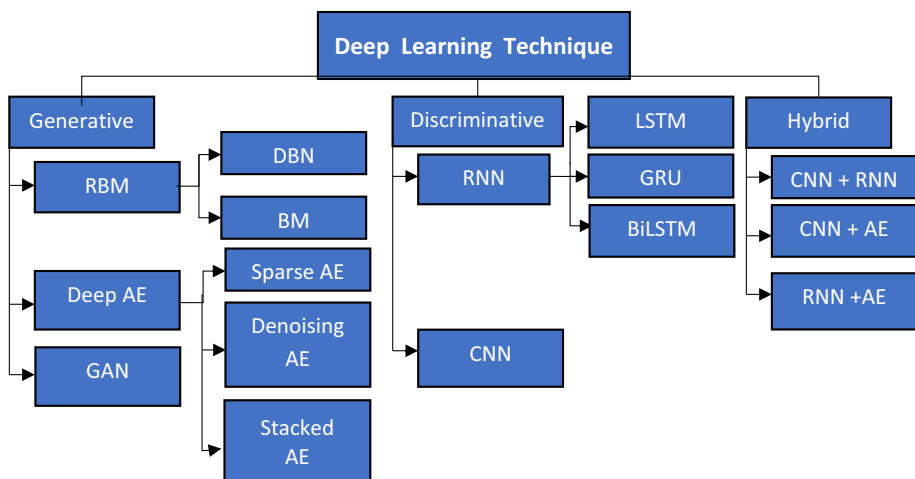 Deep Learning Technique
Generative
Discriminative
Hybrid
RBM
DBN
BM
Deep AE
Sparse AE
Denoising
AE
Stacked
AE
GAN
RNN
LSTM
GRU
BiLSTM
CNN
CNN + RNN
CNN + AE
RNN +AE